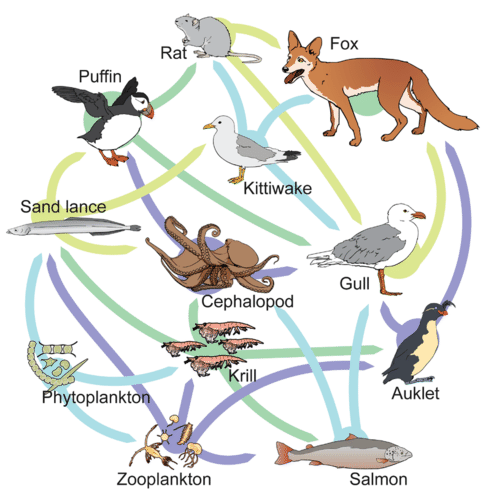 Rat
Fox
Puffin
Kittiwake
Sand lance
Gull
Cephalopod
Krill
Phytoplankton
Auklet
Zooplankton
Salmon